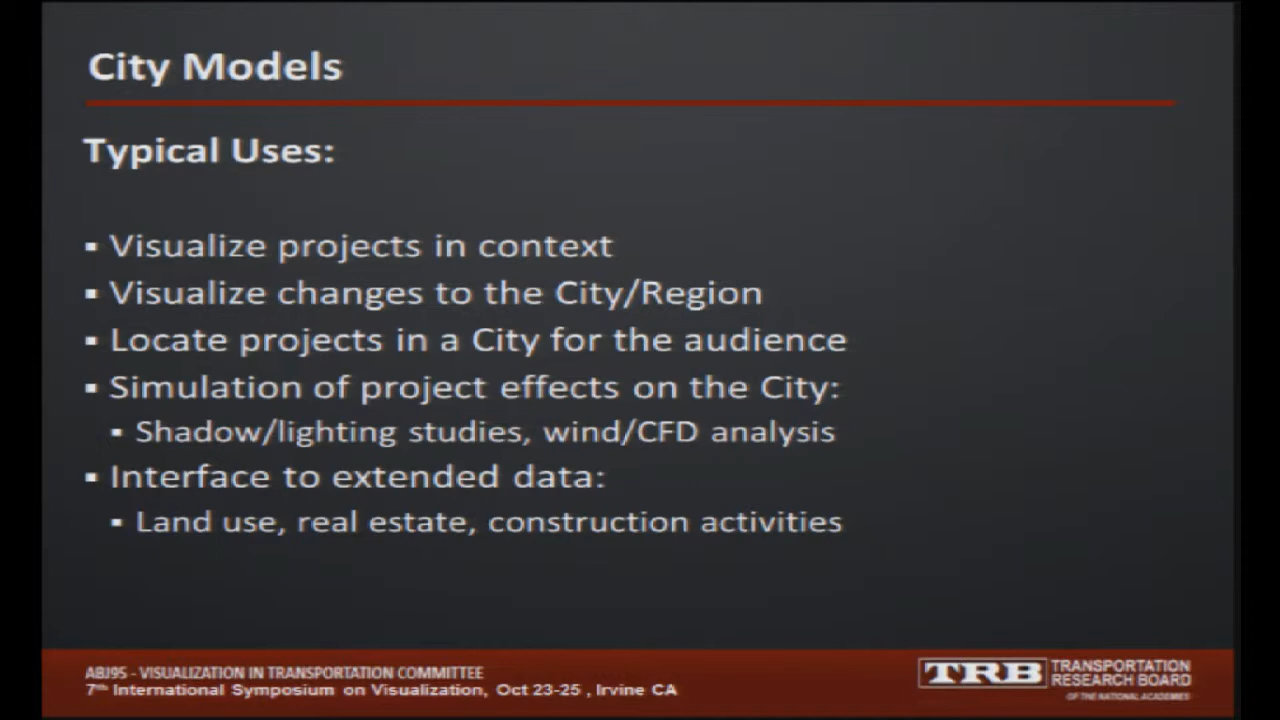 City Models
Typical Uses:
▪ Visualize projects in context
▪ Visualize changes to the City/Region
▪ Locate projects in a City for the audience
▪ Simulation of project effects on the City:
▪ Shadow/lighting studies, wind/CFD analysis
▪ Interface to extended data:
▪ Land use, real estate, construction activities
ABJ95 - VISUALIZATION IN TRANSPORTATION COMMITTEE
7th International Symposium on Visualization, Oct 23-25 , Irvine CA
TRB TRANSPORTATION
RESEARCH BOARD
OF THE NATIONAL ACADEMIES